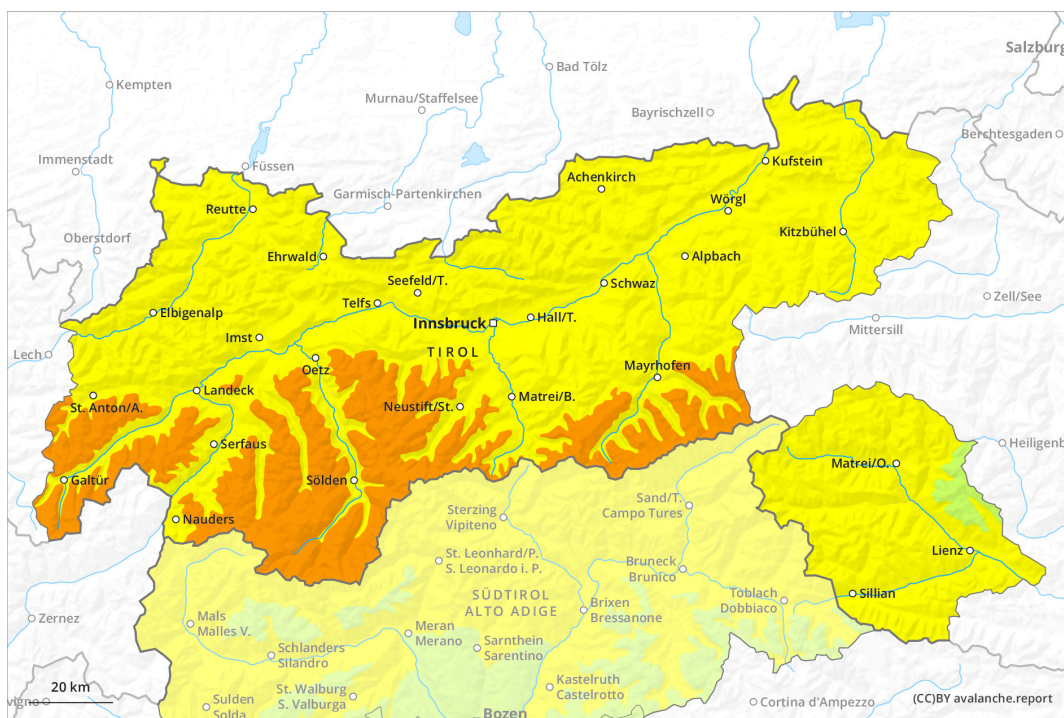 Salzburg
Bad Tölz
Kempten
Murnau/Staffelsee
Bayrischzell
Berchtesgaden
Immenstadt
Füssen
Kufstein
Achenkirch
Garmisch-Partenkirchen
Reutte
Wörgl
Oberstdorf
Kitzbühel
Ehrwald
Alpbach
Seefeld/T.
Schwaz
Zell/See
Telfs
Elbigenalp
Hall/T.
Innsbruck
Mittersill
Imst
TIROL
Lech
Oetz
Mayrhofen
Landeck
Matrei/B.
St. Anton/A.
Neustift/St.
Serfaus
Heiligenb
Matrei/O.
Galtür
Sölden
Sand/T.
Campo Tures
Sterzing
Vipiteno
Nauders
Lienz
St. Leonhard/P.
S. Leonardo i. P.
Bruneck
Brunico
SÜDTIROL
ALTO ADIGE
Sillian
Toblach
Dobbiaco
Brixen
Bressanone
Zernez
Mals
Malles V.
Meran
Merano
Sarnthein
Sarentino
Schlanders
Silandro
20 km
Kastelruth
Castelrotto
St. Walburg
S. Valburga
vigno
Sulden
Solda
Cortina d'Ampezzo
(CC)BY avalanche.report
Bozen